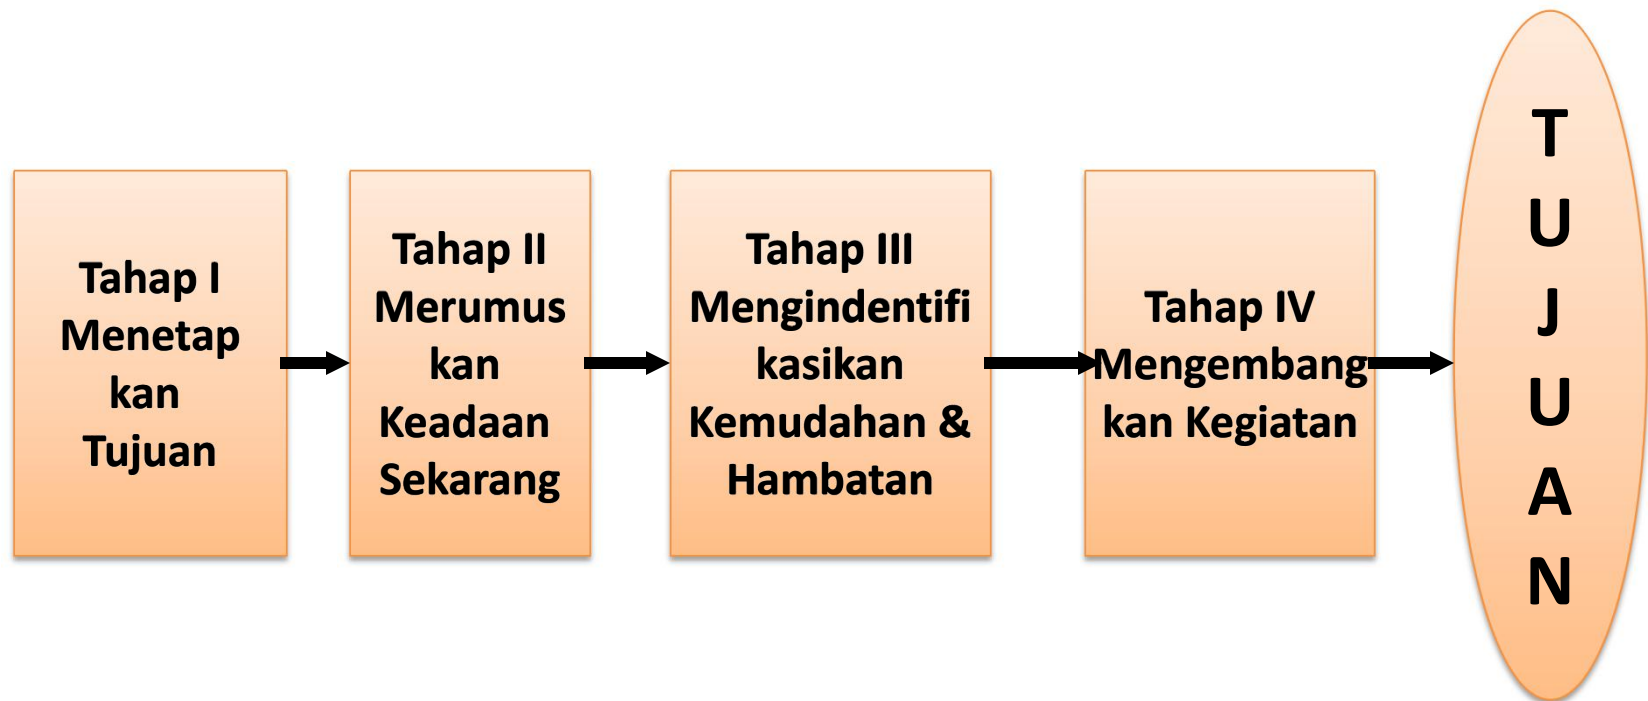 Tahap I
Menetap
kan
Tujuan
Tahap II
Merumus
kan
Keadaan
Sekarang
Tahap III
Mengindentifi
kasikan
Kemudahan &
Hambatan
Tahap IV
Mengembang
kan Kegiatan
T
U
J
U
A
N